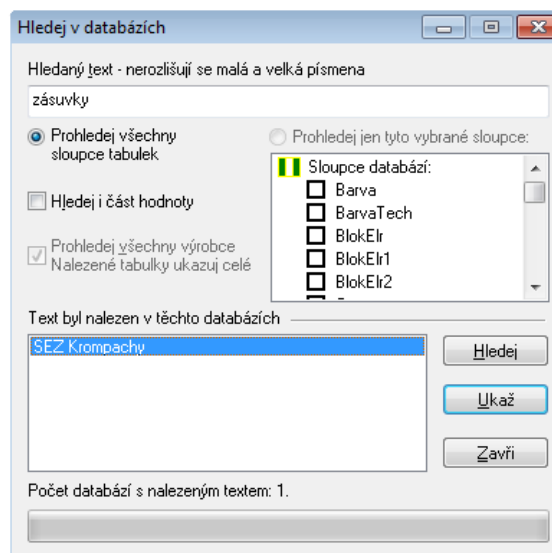 Hledej v databázích
Hledaný text - nerozlišují se malá a velká písmena
zásuvky
Prohledej všechny
sloupce tabulek
Prohledej jen tyto vybrané sloupce:
Sloupce databází:
Barva
BarvaTech
BlokElr
BlokElr1
BlokElr2
Hledej i část hodnoty
Prohledej všechny výrobce
Nalezené tabulky ukazuj celé
Text byl nalezen v těchto databázích
SEZ Krompachy
Hledej
Ukaž
Zavři
Počet databází s nalezeným textem: 1.